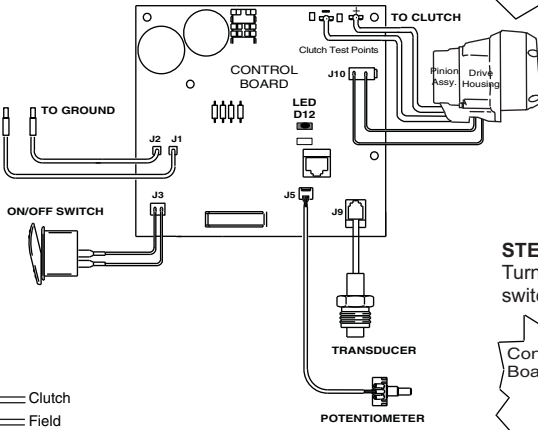 TO CLUTCH
Clutch Test Points
CONTROL
BOARD
J10
Pinion
Assy.
Drive
Housing
LED
D12
TO GROUND
J2
J1
J3
J5
J9
ON/OFF SWITCH
TRANSDUCER
POTENTIOMETER
Clutch
Field
STE
Turn
switc
Con
Boa